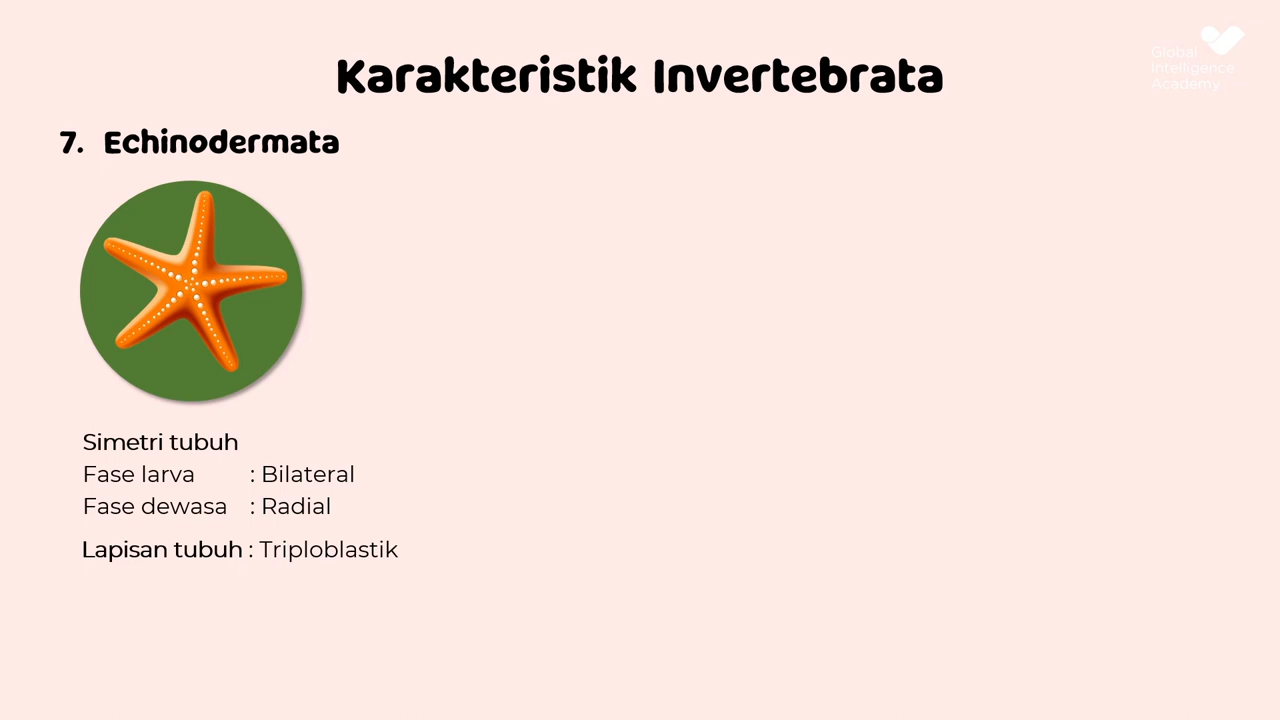 Karakteristik Invertebrata
Global
Intelligence
Academy
7. Echinodermata
Simetri tubuh
Fase larva : Bilateral
Fase dewasa : Radial
Lapisan tubuh : Triploblastik